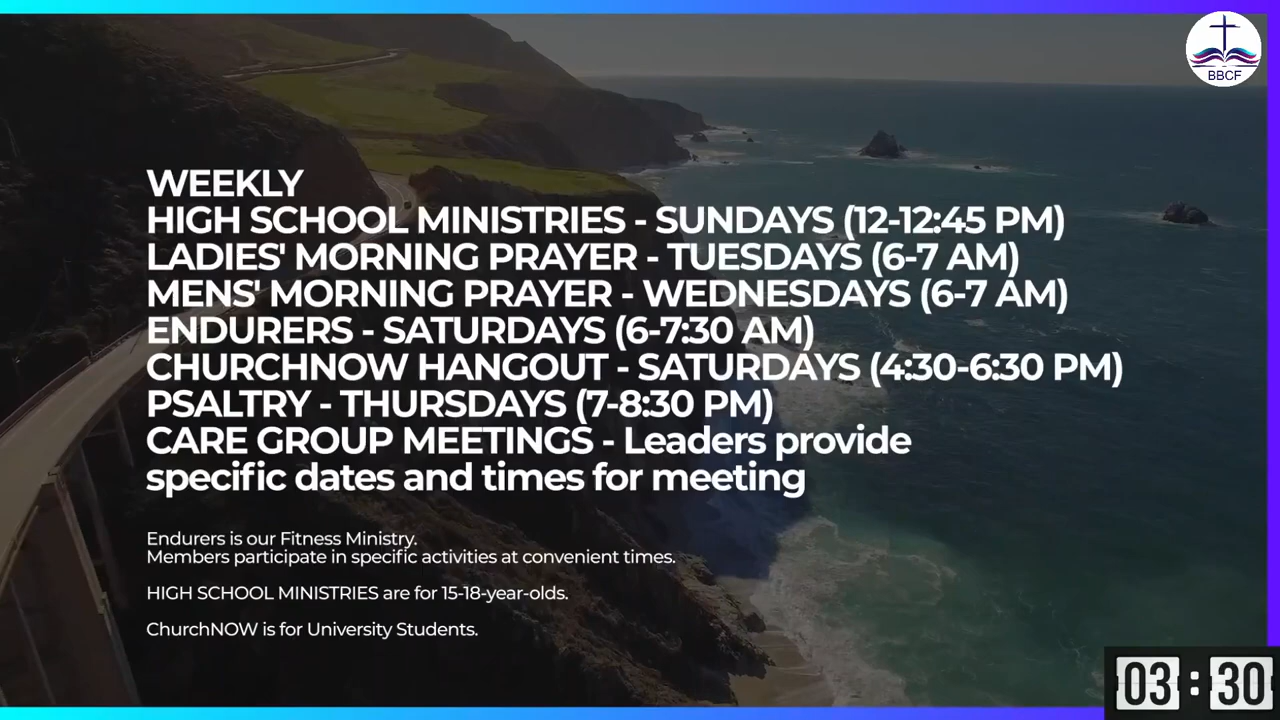 BBCF
WEEKLY
HIGH SCHOOL MINISTRIES - SUNDAYS (12-12:45 PM)
LADIES' MORNING PRAYER - TUESDAYS (6-7 AM)
MENS' MORNING PRAYER - WEDNESDAYS (6-7 AM)
ENDURERS - SATURDAYS (6-7:30 AM)
CHURCHNOW HANGOUT - SATURDAYS (4:30-6:30 PM)
PSALTRY - THURSDAYS (7-8:30 PM)
CARE GROUP MEETINGS - Leaders provide
specific dates and times for meeting
Endurers is our Fitness Ministry.
Members participate in specific activities at convenient times.
HIGH SCHOOL MINISTRIES are for 15-18-year-olds.
ChurchNOW is for University Students.
03:30